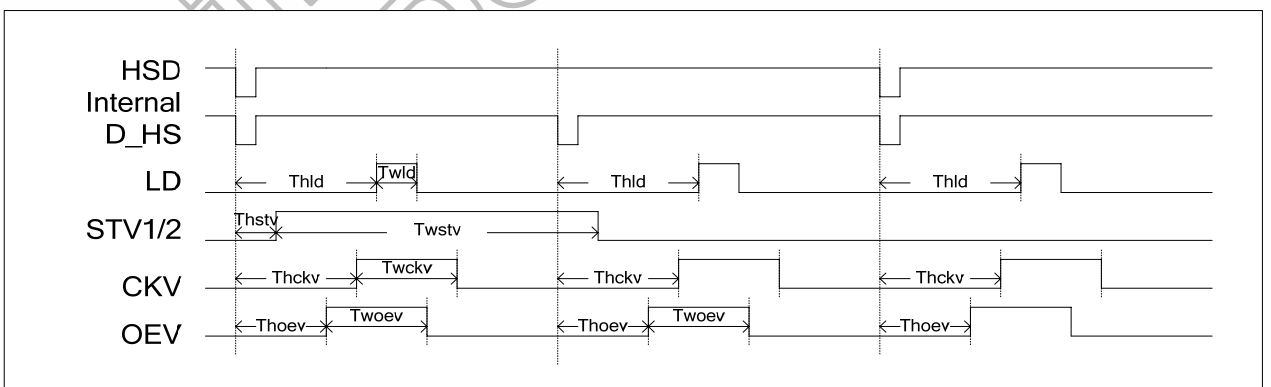 HSD
Internal
D_HS
LD Thld Twld Thld Thld
STV1/2 Thstv Twstv
CKV Thckv Twckv Thckv Thckv
OEV Thoev Twoev Thoev Twoev Thoev